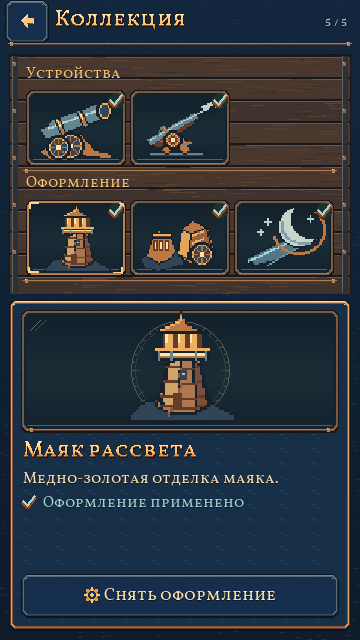 Коллекция
5 / 5
Устройства
Оформление
Маяк рассвета
Медно-золотая отделка маяка.
Оформление применено
Снять оформление